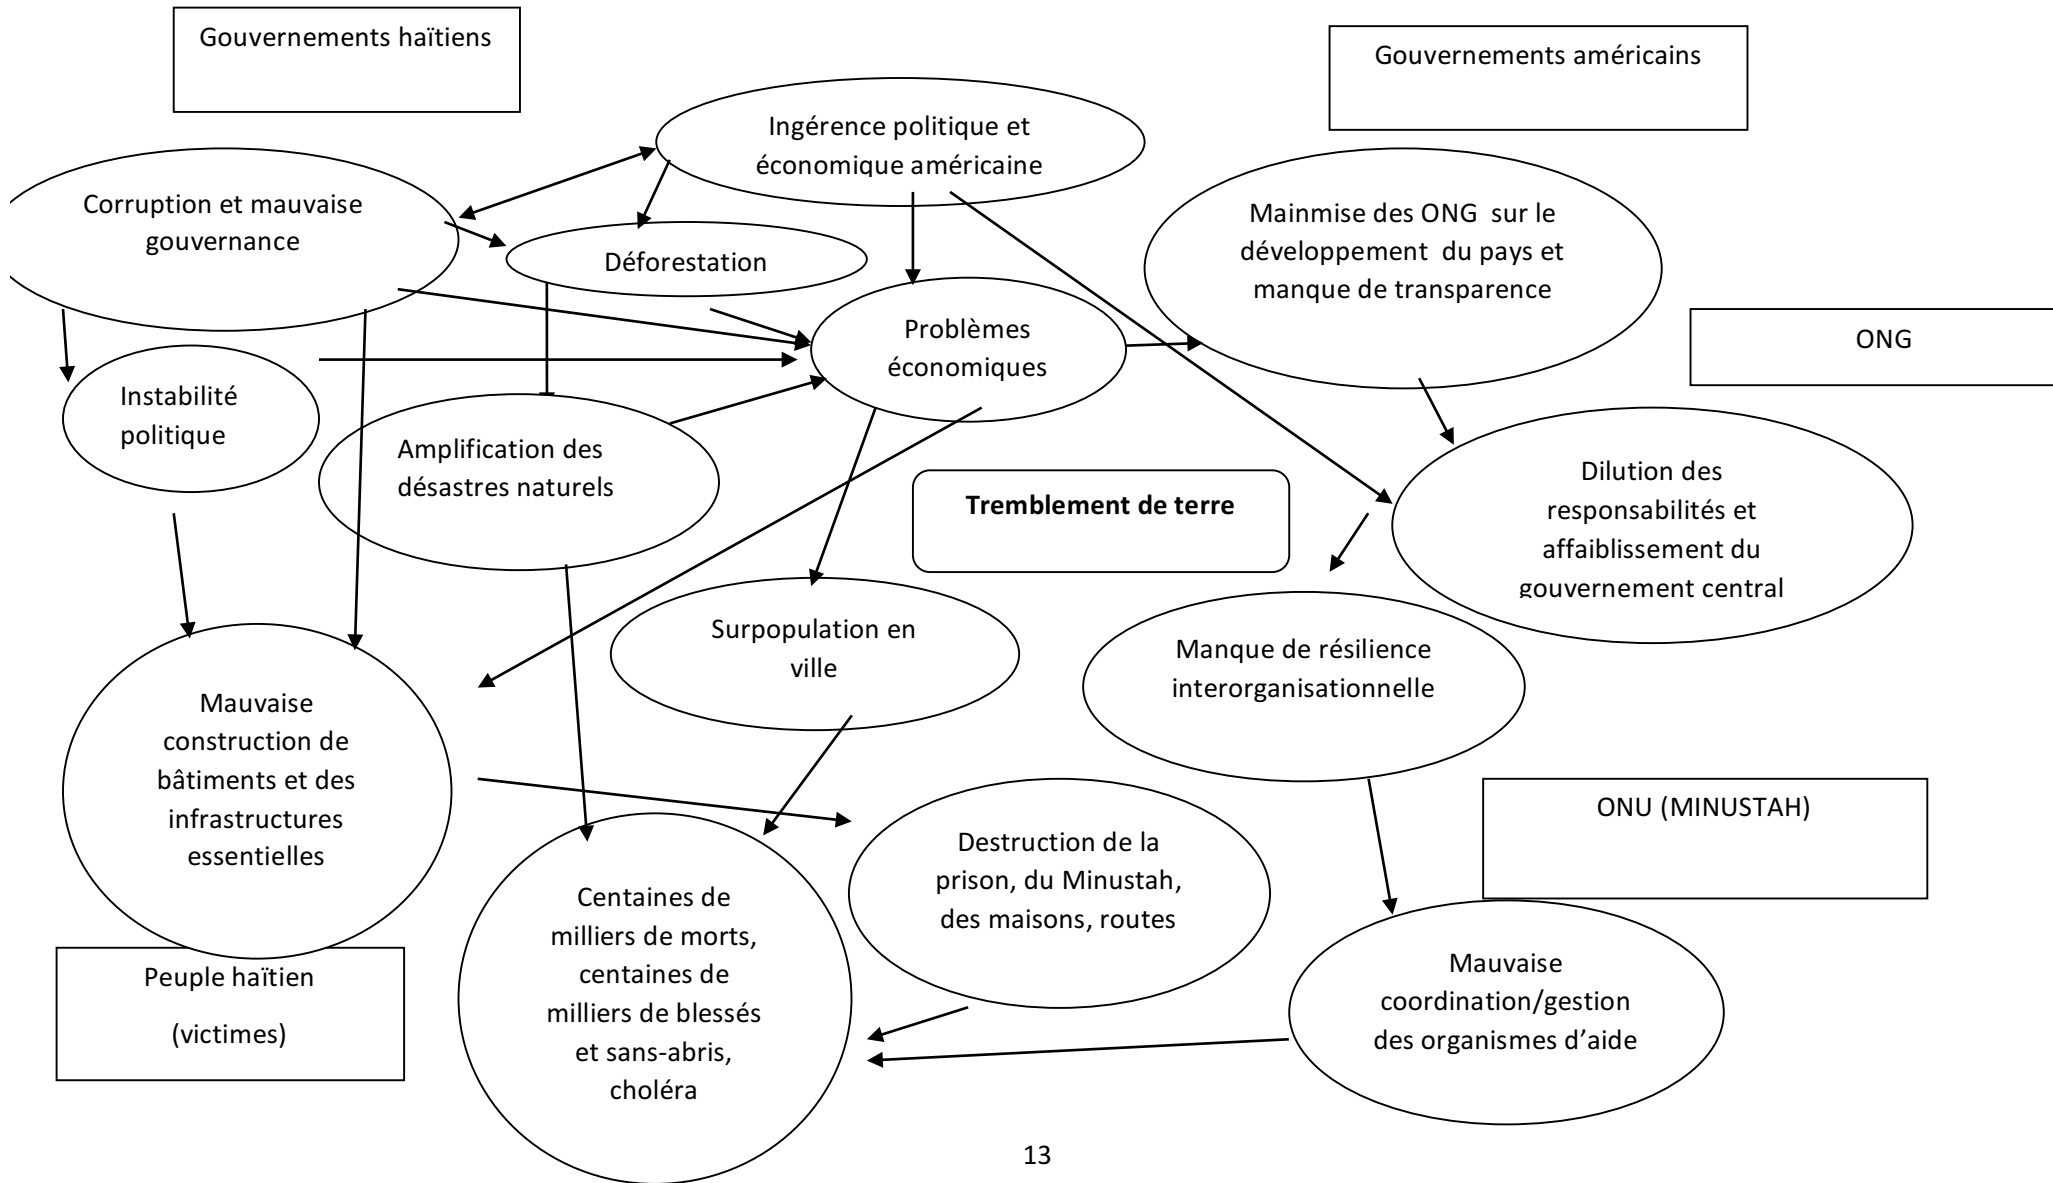 Gouvernements haïtiens
Gouvernements américains
Ingérence politique et
économique américaine
Corruption et mauvaise
gouvernance
Mainmise des ONG sur le
développement du pays et
manque de transparence
Déforestation
Problèmes
économiques
ONG
Instabilité
politique
Amplification des
désastres naturels
Tremblement de terre
Dilution des
responsabilités et
affaiblissement du
gouvernement central
Surpopulation en
ville
Manque de résilience
interorganisationnelle
Mauvaise
construction de
bâtiments et des
infrastructures
essentielles
ONU (MINUSTAH)
Destruction de la
prison, du Minustah,
des maisons, routes
Centaines de
milliers de morts,
centaines de
milliers de blessés
et sans-abris,
choléra
Peuple haïtien
(victimes)
Mauvaise
coordination/gestion
des organismes d’aide
13